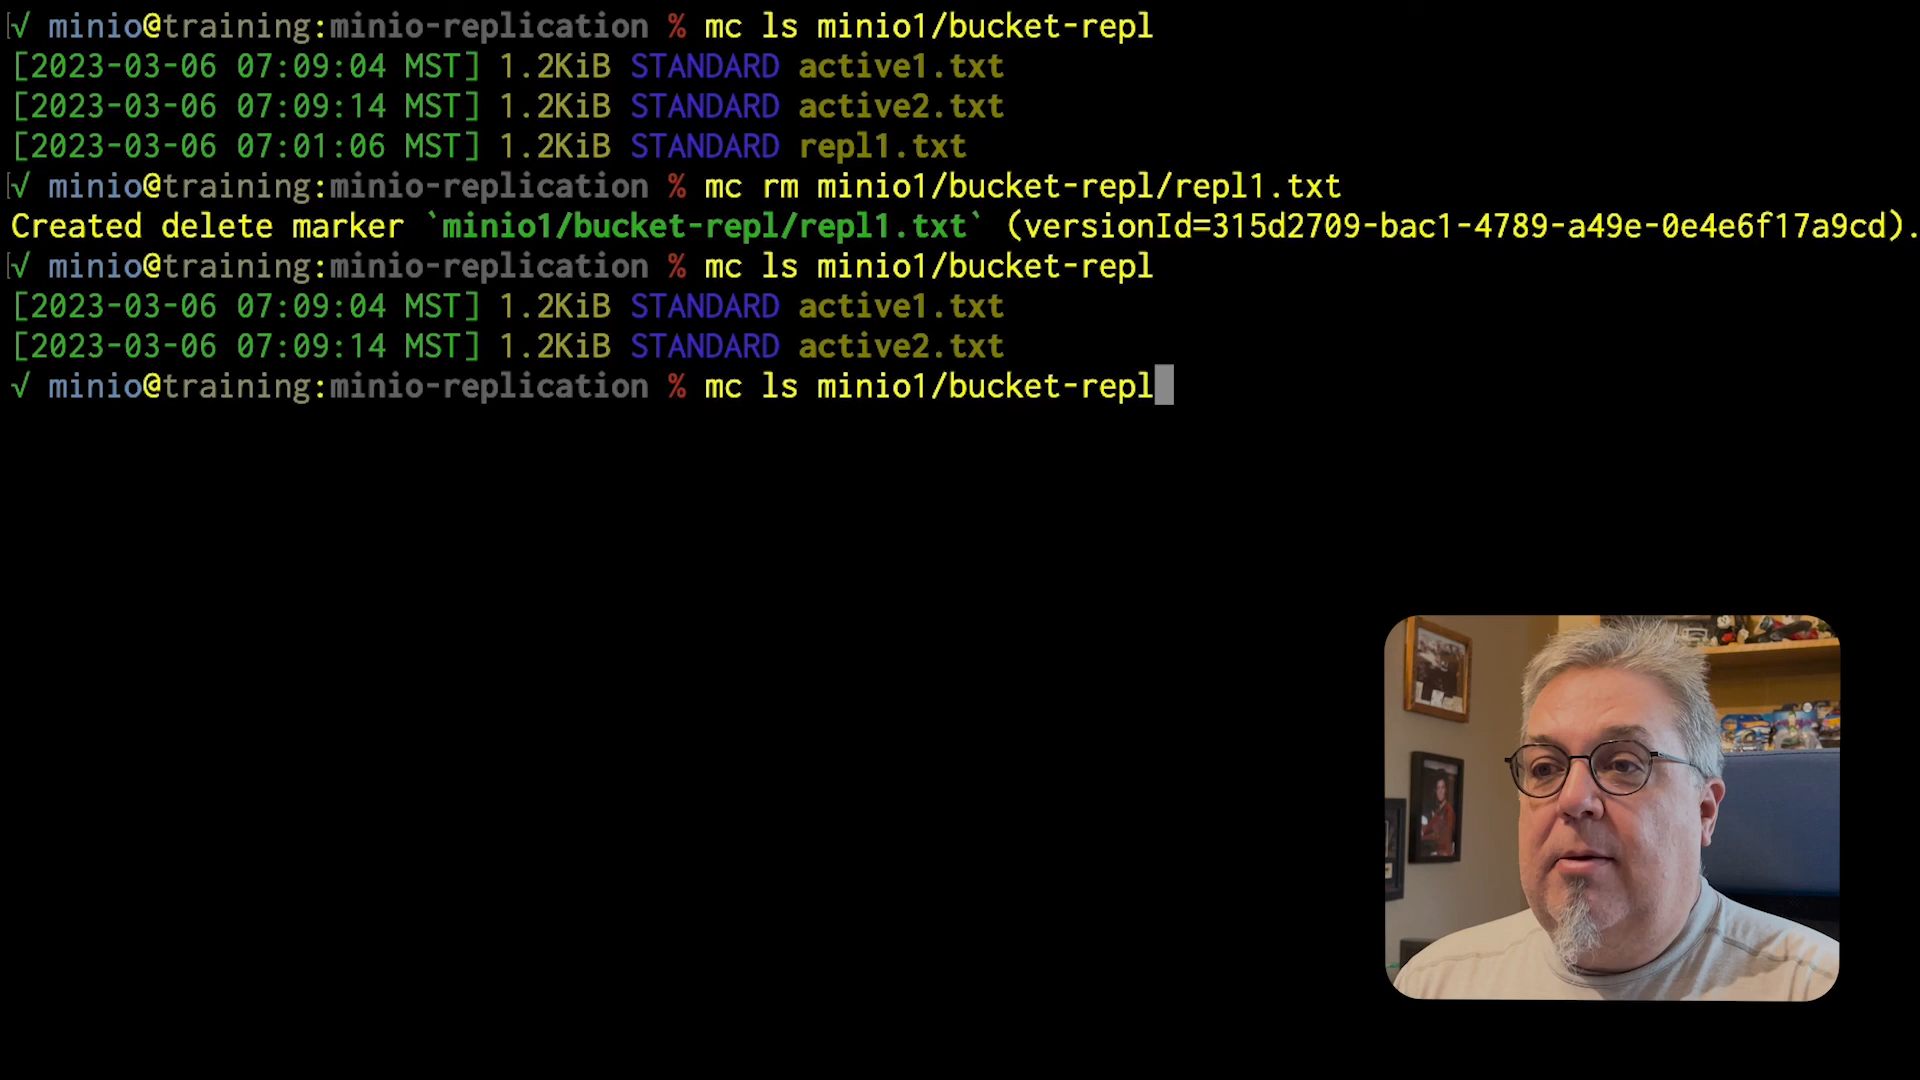 √ minio@training:minio-replication % mc ls minio1/bucket-repl
[2023-03-06 07:09:04 MST] 1.2KiB STANDARD active1.txt
[2023-03-06 07:09:14 MST] 1.2KiB STANDARD active2.txt
[2023-03-06 07:01:06 MST] 1.2KiB STANDARD repl1.txt
√ minio@training:minio-replication % mc rm minio1/bucket-repl/repl1.txt
Created delete marker `minio1/bucket-repl/repl1.txt` (versionId=315d2709-bac1-4789-a49e-0e4e6f17a9cd).
√ minio@training:minio-replication % mc ls minio1/bucket-repl
[2023-03-06 07:09:04 MST] 1.2KiB STANDARD active1.txt
[2023-03-06 07:09:14 MST] 1.2KiB STANDARD active2.txt
√ minio@training:minio-replication % mc ls minio1/bucket-repl